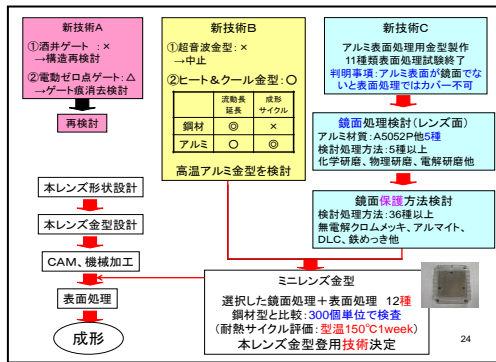 新技術A
①酒井ゲート：×
→構造再検討
②電動ゼロ点ゲート：△
→ゲート痕消去検討
再検討
本レンズ形状設計
本レンズ金型設計
CAM、機械加工
表面処理
成形
新技術B
①超音波金型：×
→中止
②ヒート＆クール金型：〇
流動長
延長
成形
サイクル
鋼材 ◎ ×
アルミ 〇 ◎
高温アルミ金型を検討
新技術C
アルミ表面処理用金型製作
11種類表面処理試験終了
判明事項：アルミ表面が鏡面でな
いと表面処理ではカバー不可
鏡面処理検討（レンズ面）
アルミ材質：A5052P他5種
検討処理方法：5種以上
化学研磨、物理研磨、電解研磨他
鏡面保護方法検討
検討処理方法：36種以上
無電解クロムメッキ、アルマイト、
DLC、鉄めっき他
ミニレンズ金型
選択した鏡面処理＋表面処理 12種
鋼材型と比較：300個単位で検査
（耐熱サイクル評価：型温150℃1week）
本レンズ金型登用技術決定
24